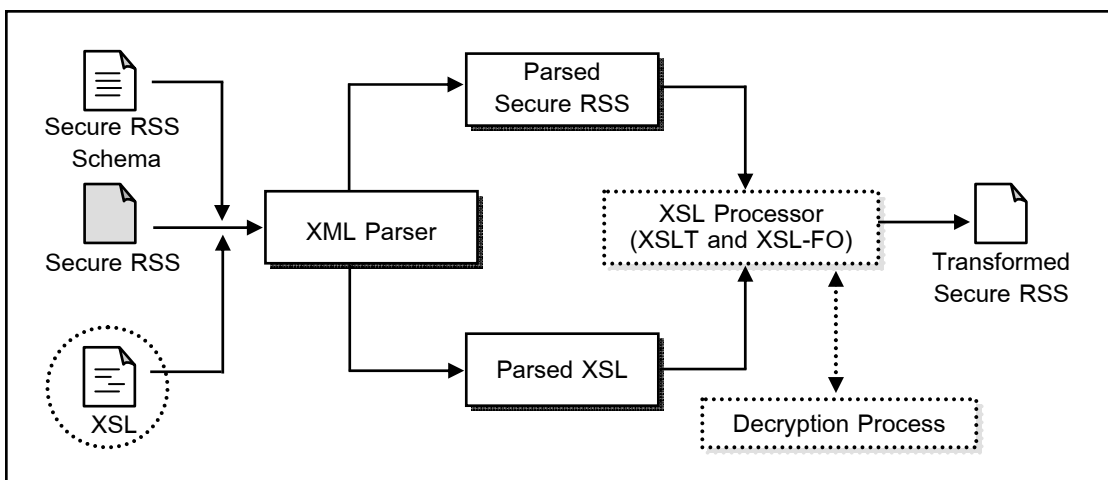 Secure RSS
Schema
Secure RSS
XSL
XML Parser
Parsed
Secure RSS
Parsed XSL
XSL Processor
(XSLT and XSL-FO)
Decryption Process
Transformed
Secure RSS